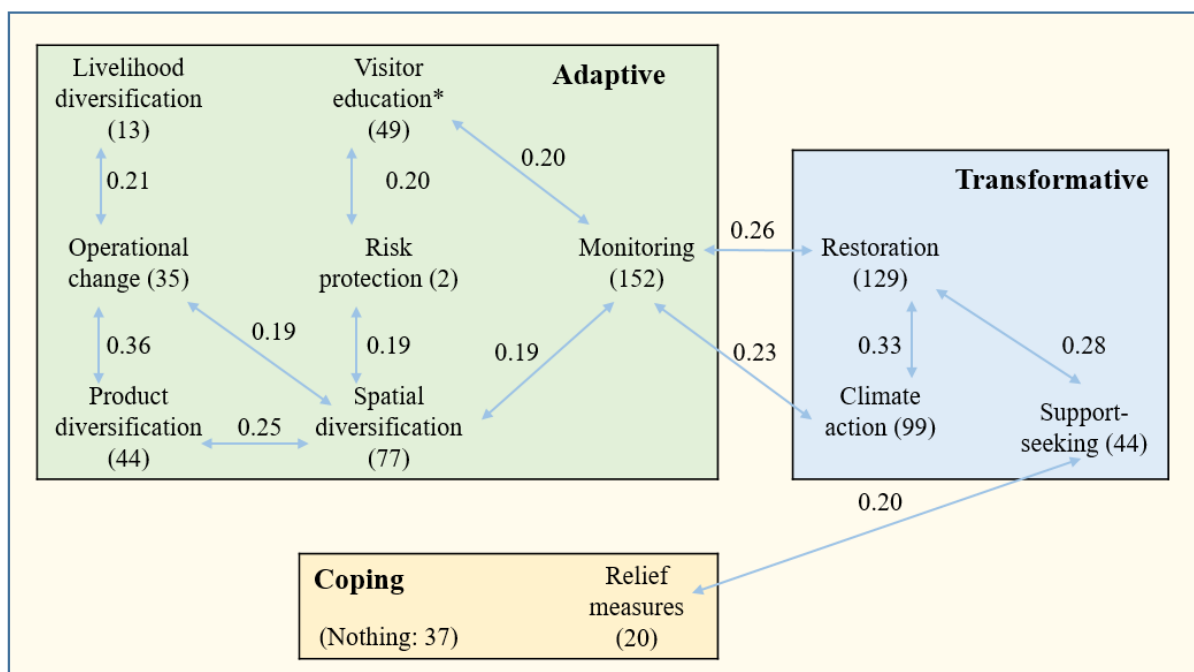 Adaptive
Livelihood
diversification
(13)
Visitor
education*
(49)
0.21
0.20
0.20
Operational
change (35)
Risk
protection (2)
Monitoring
(152)
0.36
0.19
0.19
0.19
Product
diversification
(44)
0.25
Spatial
diversification
(77)
0.26
0.23
Transformative
Restoration
(129)
0.33
0.28
Climate
action (99)
Support-
seeking (44)
0.20
Coping
(Nothing: 37)
Relief
measures
(20)